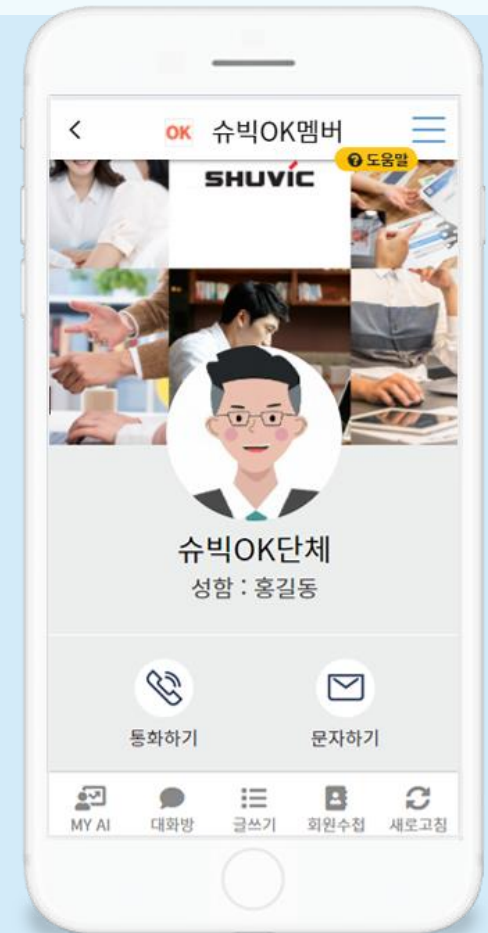 OK 슈빅OK멤버
도움말
SHUVIC
슈빅OK단체
성함 : 홍길동
통화하기 문자하기
MY AI 대화방 글쓰기 회원수첩 새로고침